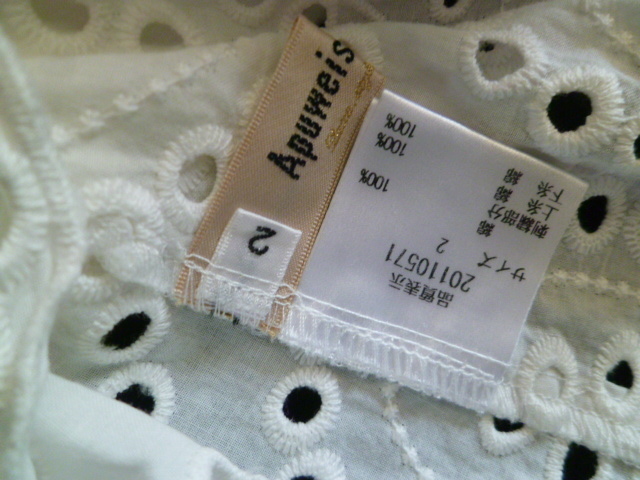 Apuweis
2
品質表示
20110571
サイズ 2
綿 100%
刺繍部分
上糸 綿 100%
下糸 綿 100%